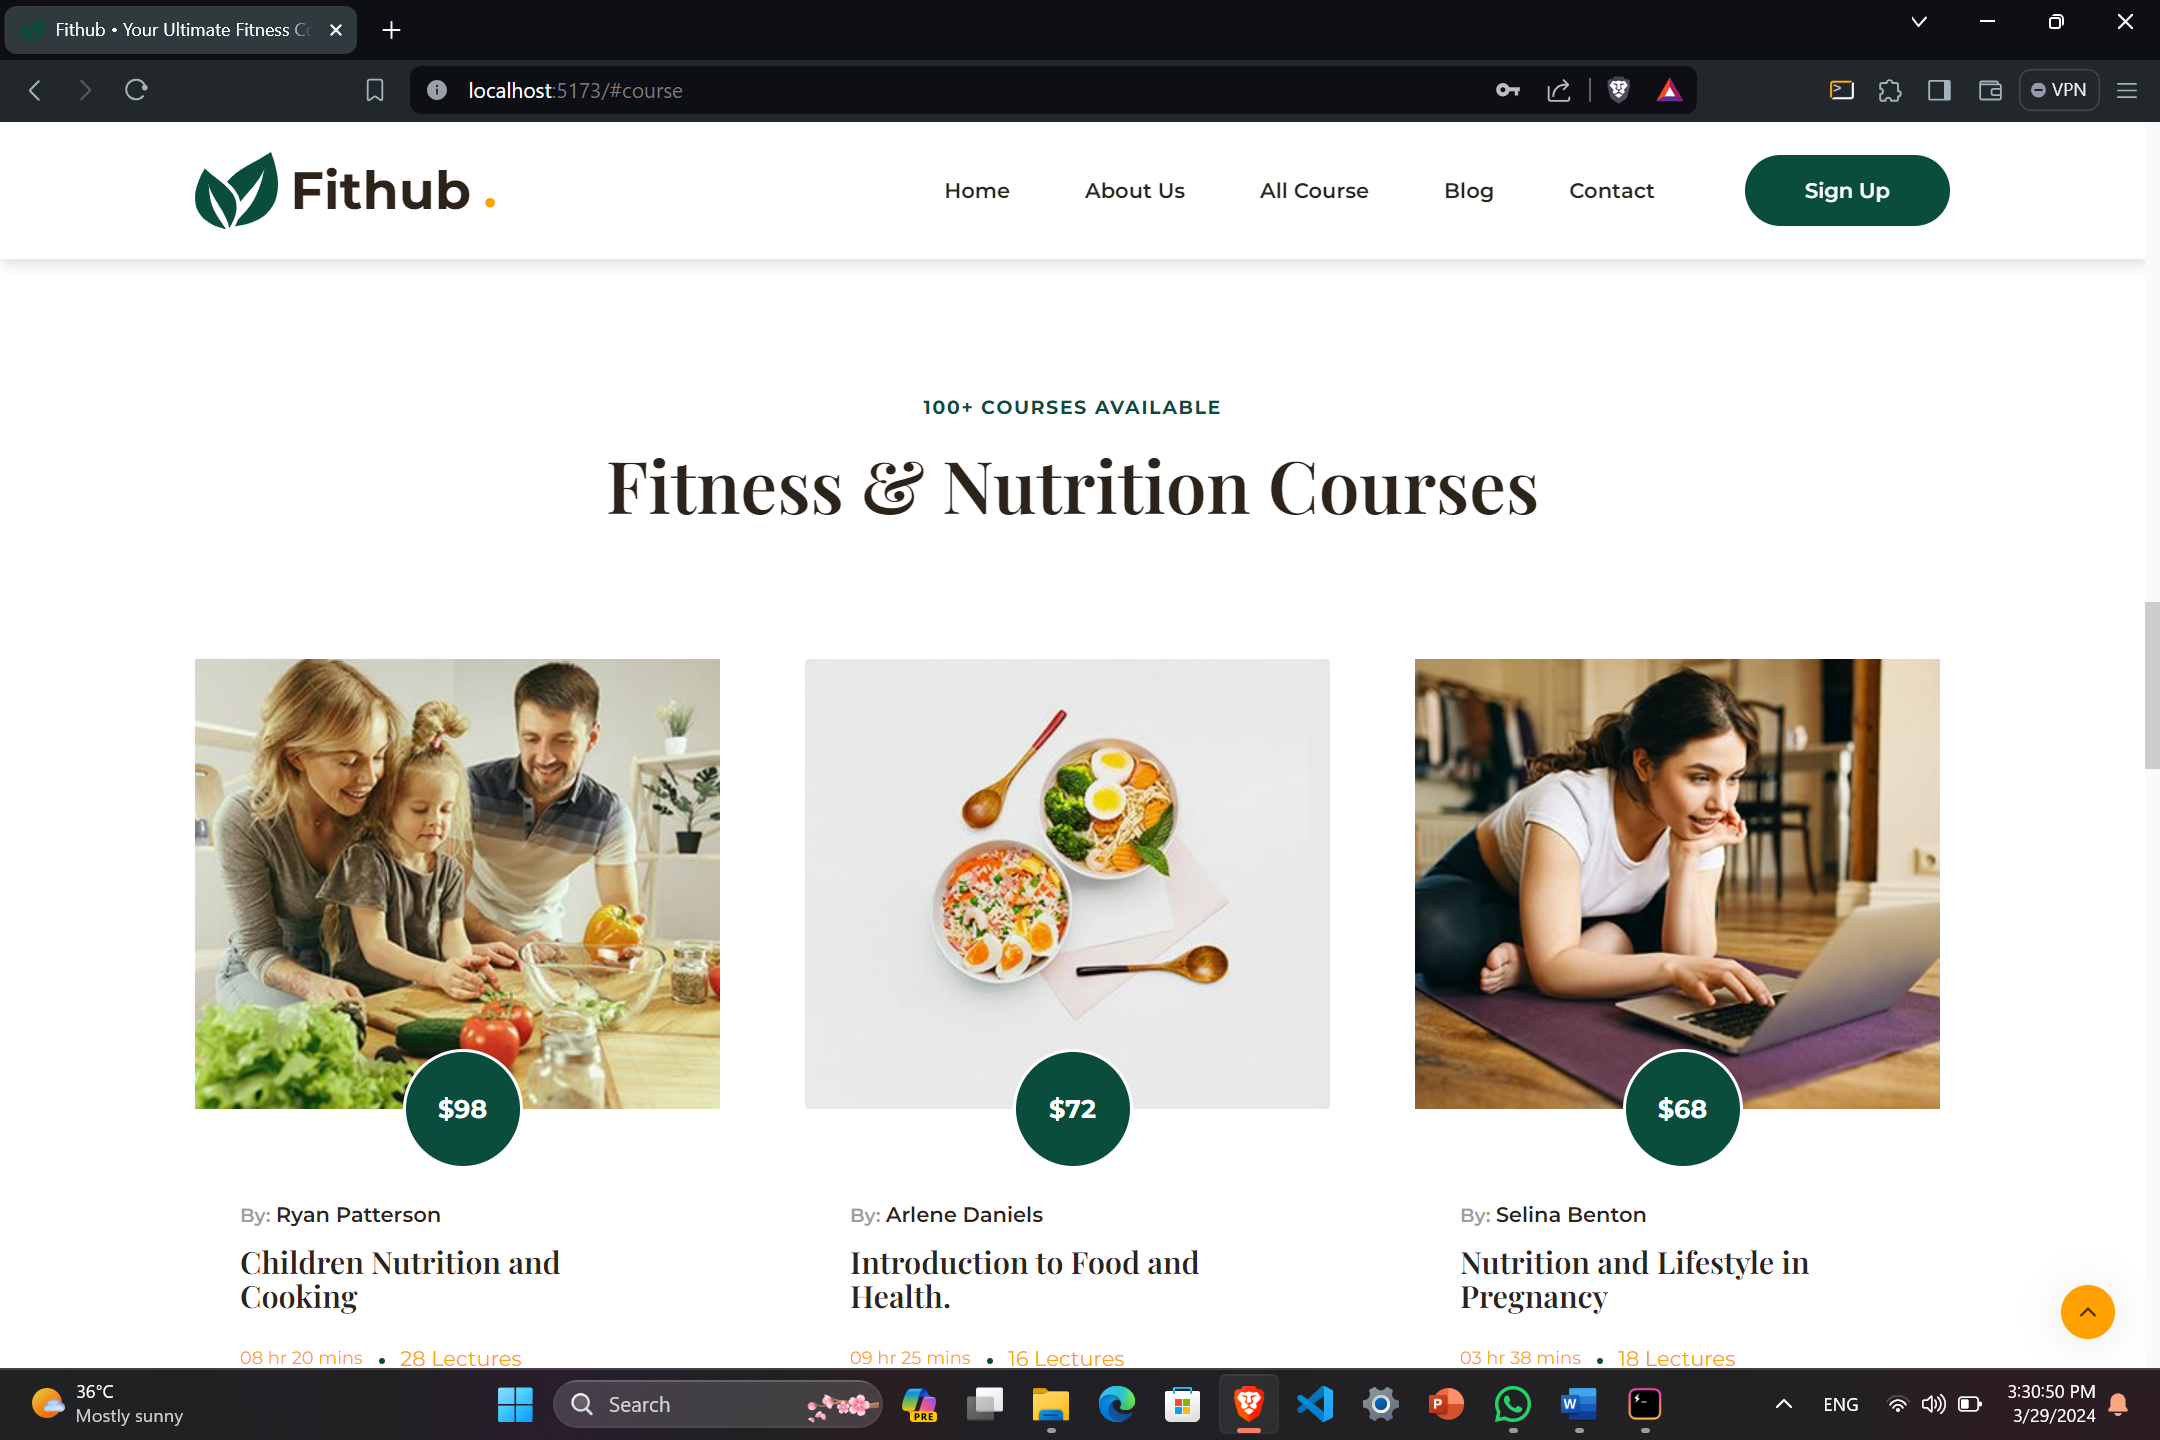 Fithub • Your Ultimate Fitness C
localhost:5173/#course
VPN
Fithub .
Home
About Us
All Course
Blog
Contact
Sign Up
100+ COURSES AVAILABLE
Fitness & Nutrition Courses
$98
$72
$68
By: Ryan Patterson
Children Nutrition and
Cooking
08 hr 20 mins • 28 Lectures
By: Arlene Daniels
Introduction to Food and
Health.
09 hr 25 mins • 16 Lectures
By: Selina Benton
Nutrition and Lifestyle in
Pregnancy
03 hr 38 mins • 18 Lectures
36°C
Mostly sunny
Search
PRE
P
W
ENG
3:30:50 PM
3/29/2024